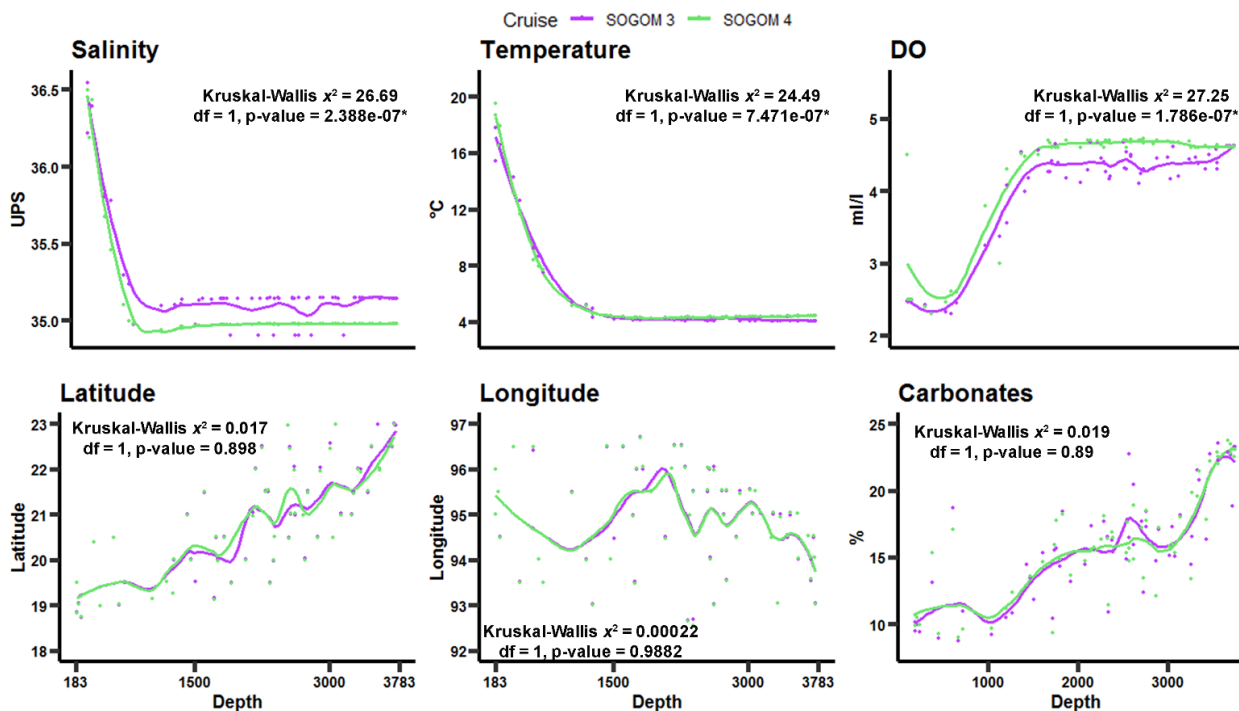 Cruise SOGOM 3 SOGOM 4
Salinity
Kruskal-Wallis x² = 26.69
df = 1, p-value = 2.388e-07*
UPS
36.5
36.0
35.5
35.0
Temperature
Kruskal-Wallis x² = 24.49
df = 1, p-value = 7.471e-07*
°C
20
16
12
8
4
DO
Kruskal-Wallis x² = 27.25
df = 1, p-value = 1.786e-07*
ml/l
5
4
3
2
Latitude
Kruskal-Wallis x² = 0.017
df = 1, p-value = 0.898
Latitude
23
22
21
20
19
18
183 1500 3000 3783
Depth
Longitude
Kruskal-Wallis x² = 0.00022
df = 1, p-value = 0.9882
Longitude
97
96
95
94
93
92
183 1500 3000 3783
Depth
Carbonates
Kruskal-Wallis x² = 0.019
df = 1, p-value = 0.89
%
25
20
15
10
1000 2000 3000
Depth